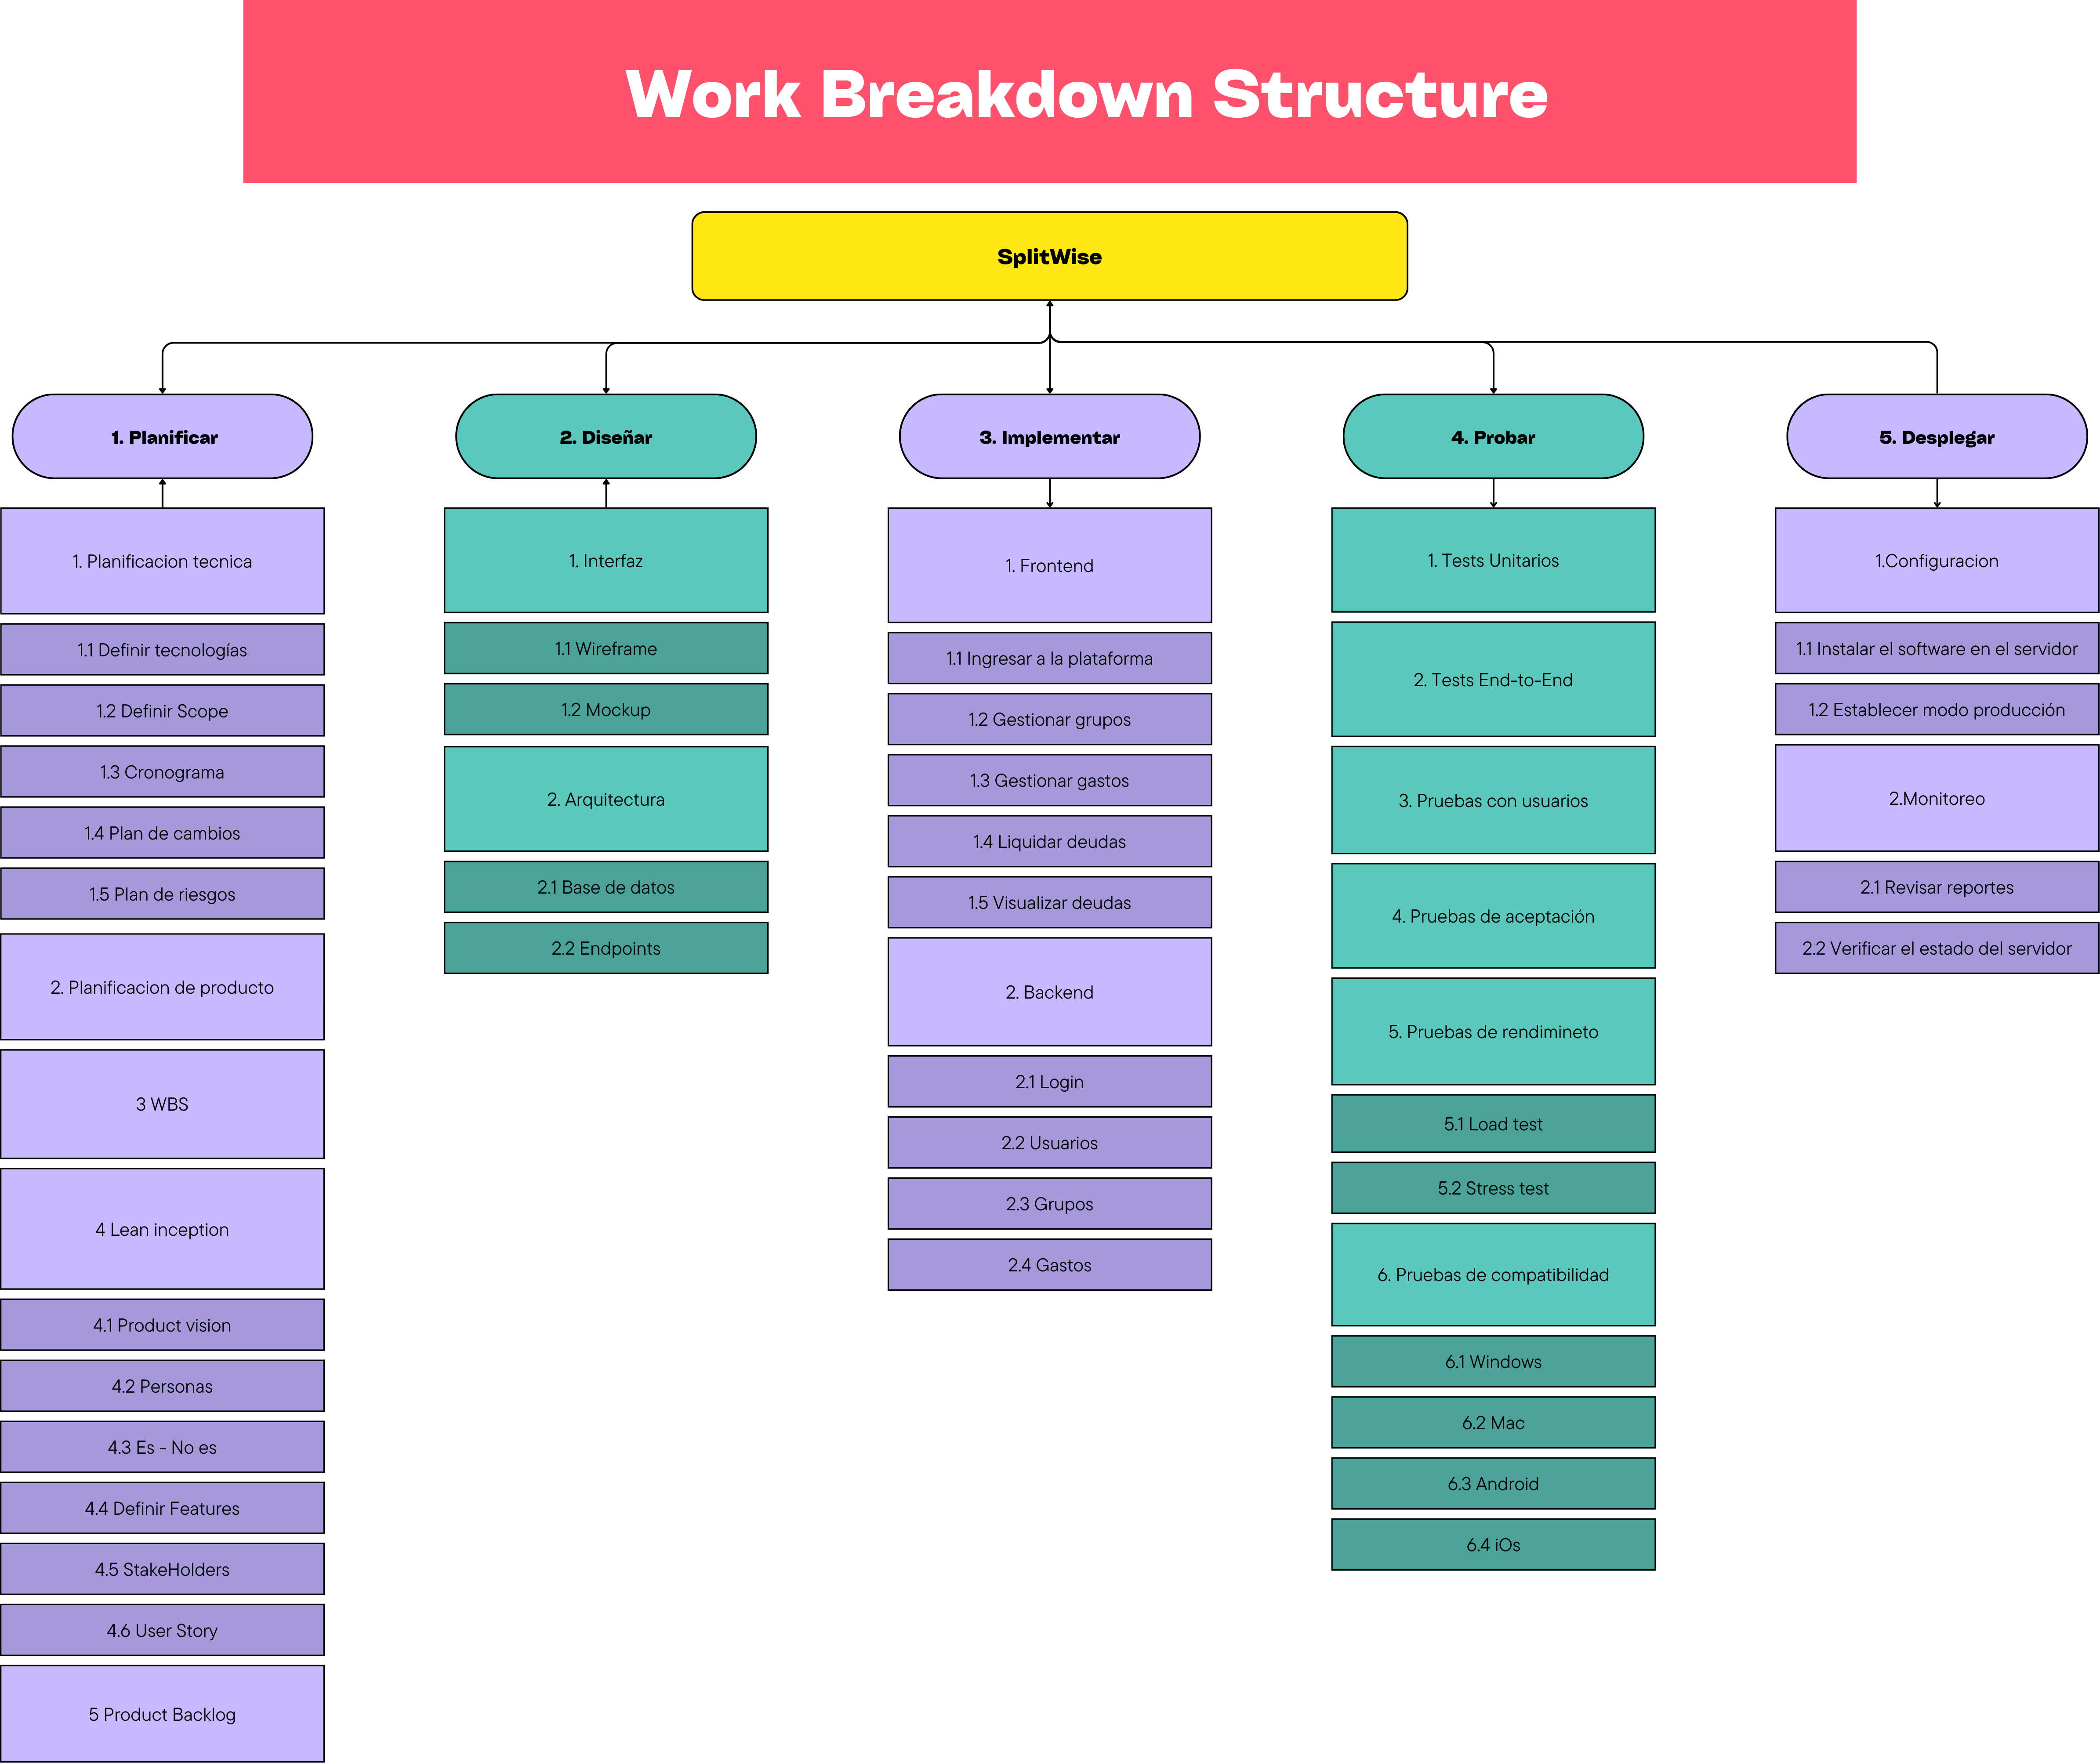 Work Breakdown Structure
SplitWise
1. Planificar
1. Planificacion tecnica
1.1 Definir tecnologías
1.2 Definir Scope
1.3 Cronograma
1.4 Plan de cambios
1.5 Plan de riesgos
2. Planificacion de producto
3 WBS
4 Lean inception
4.1 Product vision
4.2 Personas
4.3 Es - No es
4.4 Definir Features
4.5 StakeHolders
4.6 User Story
5 Product Backlog
2. Diseñar
1. Interfaz
1.1 Wireframe
1.2 Mockup
2. Arquitectura
2.1 Base de datos
2.2 Endpoints
3. Implementar
1. Frontend
1.1 Ingresar a la plataforma
1.2 Gestionar grupos
1.3 Gestionar gastos
1.4 Liquidar deudas
1.5 Visualizar deudas
2. Backend
2.1 Login
2.2 Usuarios
2.3 Grupos
2.4 Gastos
4. Probar
1. Tests Unitarios
2. Tests End-to-End
3. Pruebas con usuarios
4. Pruebas de aceptación
5. Pruebas de rendimineto
5.1 Load test
5.2 Stress test
6. Pruebas de compatibilidad
6.1 Windows
6.2 Mac
6.3 Android
6.4 iOs
5. Desplegar
1.Configuracion
1.1 Instalar el software en el servidor
1.2 Establecer modo producción
2.Monitoreo
2.1 Revisar reportes
2.2 Verificar el estado del servidor